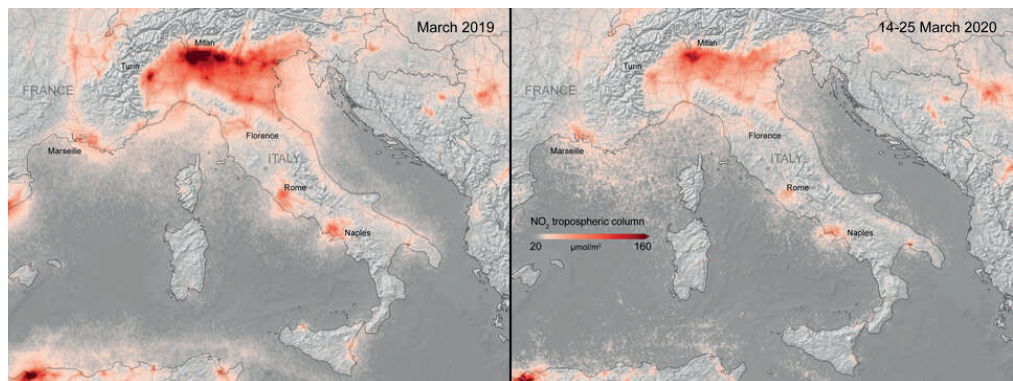 March 2019
Milan
Turin
FRANCE
Marseille
Florence
ITALY
Rome
Naples
14-25 March 2020
Milan
Turin
FRANCE
Marseille
Florence
ITALY
Rome
NO₂ tropospheric column
20 µmol/m² 160
Naples